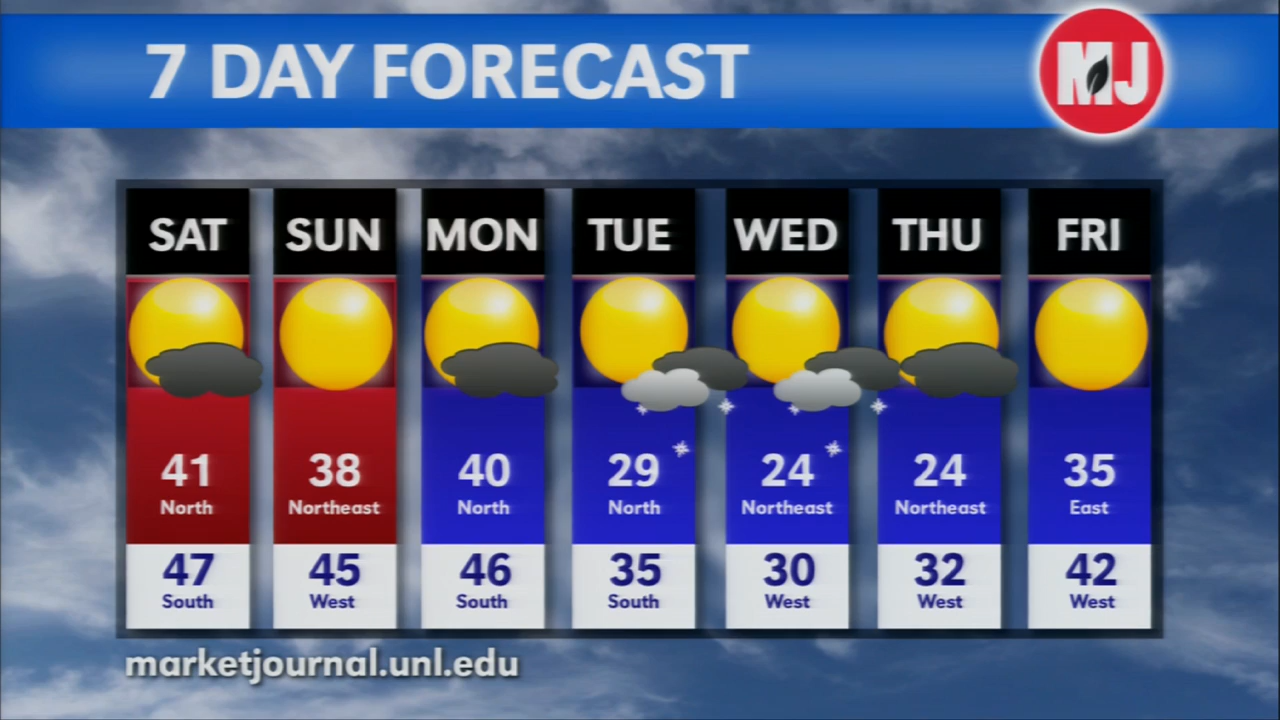 7 DAY FORECAST
MJ
SAT SUN MON TUE WED THU FRI
41 38 40 29 24 24 35
North Northeast North North Northeast Northeast East
47 45 46 35 30 32 42
South West South South West West West
marketjournal.unl.edu